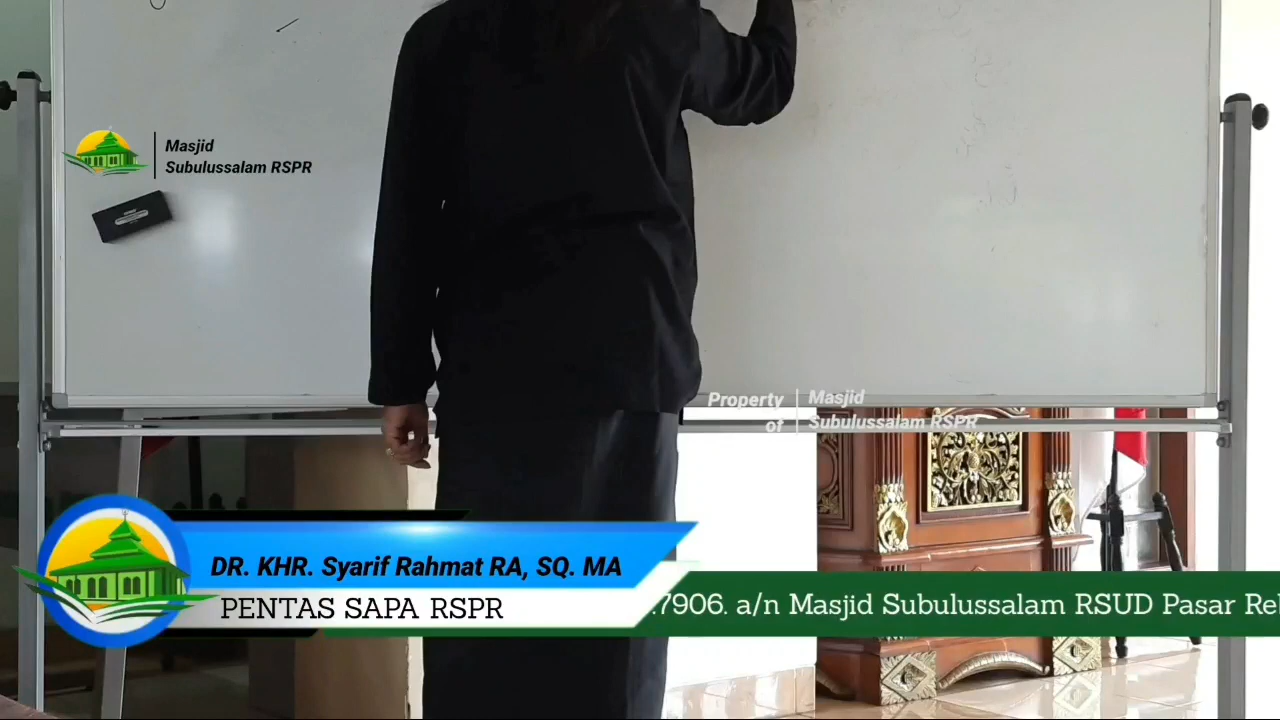 Masjid
Subulussalam RSPR
Property
of
Masjid
Subulussalam RSPR
DR. KHR. Syarif Rahmat RA, SQ. MA
PENTAS SAPA RSPR
7906. a/n Masjid Subulussalam RSUD Pasar Re